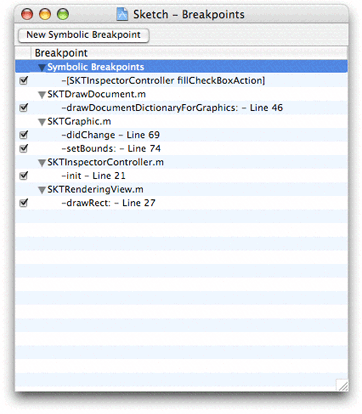 Sketch – Breakpoints
New Symbolic Breakpoint
Breakpoint
Symbolic Breakpoints
–[SKTInspectorController fillCheckBoxAction]
SKTDrawDocument.m
–drawDocumentDictionaryForGraphics: – Line 46
SKTGraphic.m
–didChange – Line 69
–setBounds: – Line 74
SKTInspectorController.m
–init – Line 21
SKTRenderingView.m
–drawRect: – Line 27